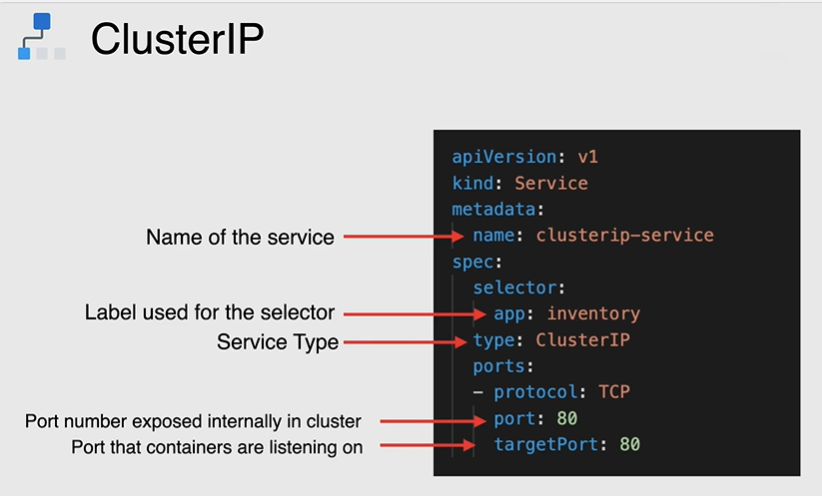 ClusterIP
apiVersion: v1
kind: Service
metadata:
Name of the service
name: clusterip-service
spec:
selector:
Label used for the selector
app: inventory
Service Type
type: ClusterIP
ports:
- protocol: TCP
Port number exposed internally in cluster
port: 80
Port that containers are listening on
targetPort: 80